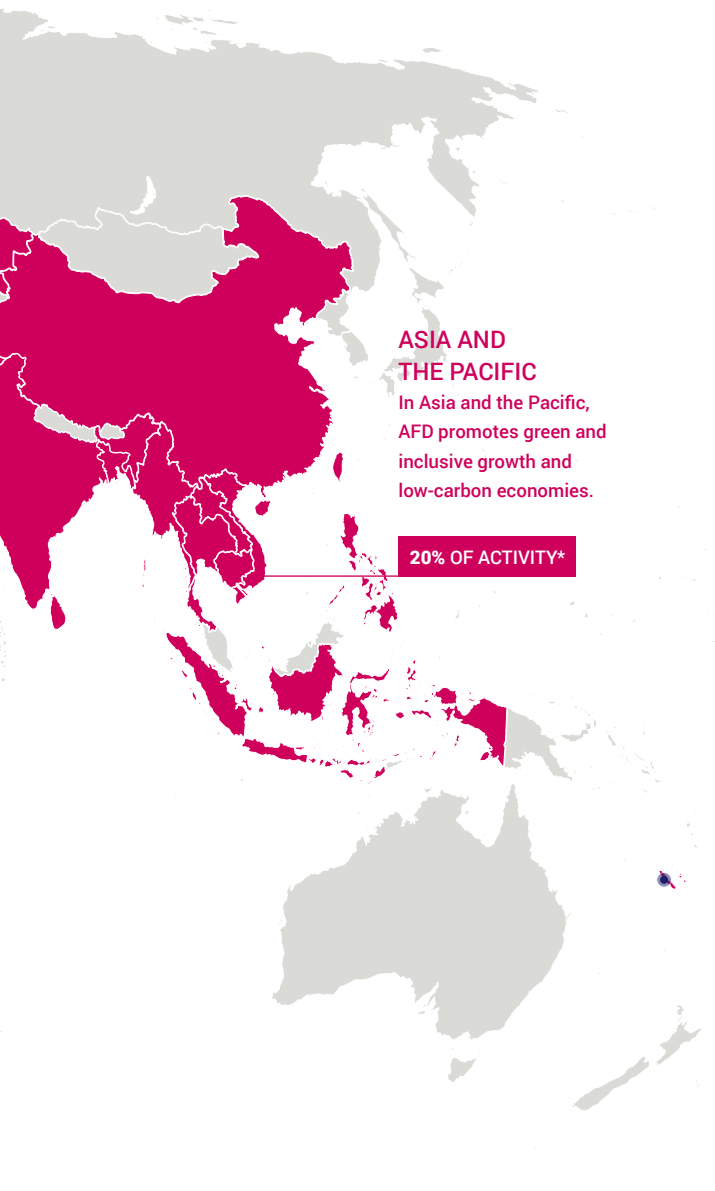 ASIA AND
THE PACIFIC
In Asia and the Pacific,
AFD promotes green and
inclusive growth and
low-carbon economies.
20% OF ACTIVITY*